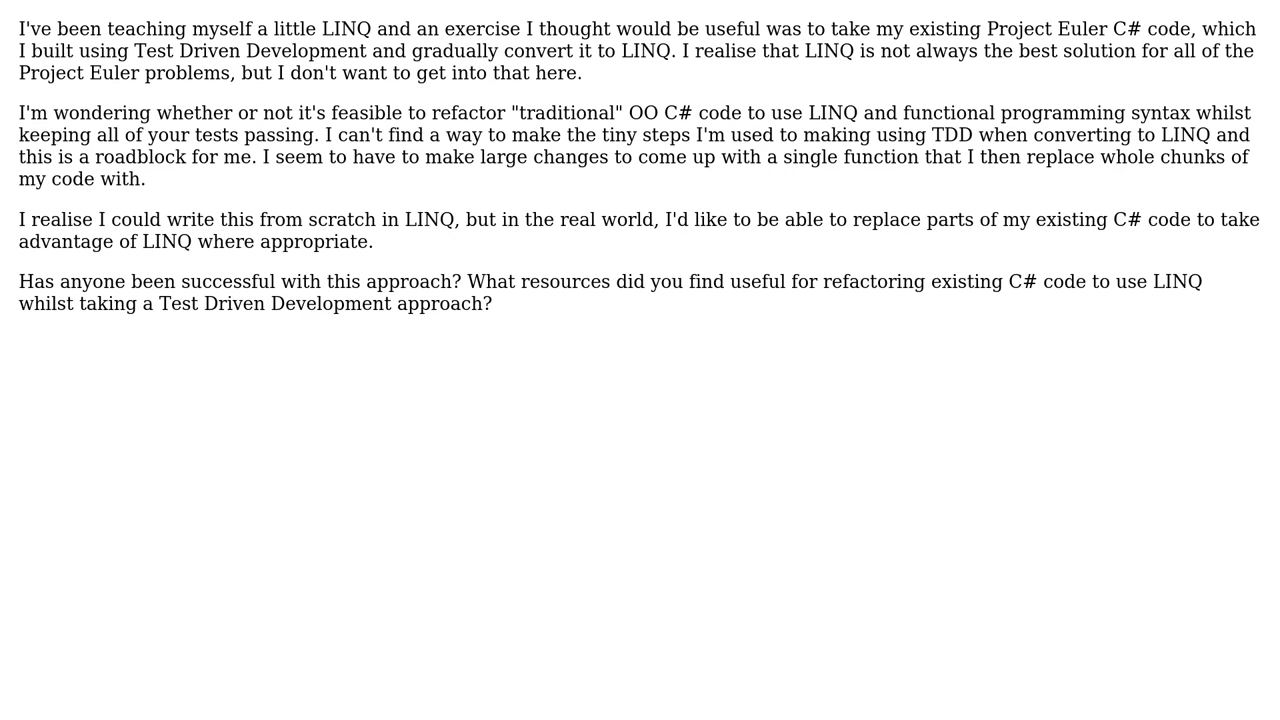 I've been teaching myself a little LINQ and an exercise I thought would be useful was to take my existing Project Euler C# code, which
I built using Test Driven Development and gradually convert it to LINQ. I realise that LINQ is not always the best solution for all of the
Project Euler problems, but I don't want to get into that here.
I'm wondering whether or not it's feasible to refactor "traditional" OO C# code to use LINQ and functional programming syntax whilst
keeping all of your tests passing. I can't find a way to make the tiny steps I'm used to making using TDD when converting to LINQ and
this is a roadblock for me. I seem to have to make large changes to come up with a single function that I then replace whole chunks of
my code with.
I realise I could write this from scratch in LINQ, but in the real world, I'd like to be able to replace parts of my existing C# code to take
advantage of LINQ where appropriate.
Has anyone been successful with this approach? What resources did you find useful for refactoring existing C# code to use LINQ
whilst taking a Test Driven Development approach?